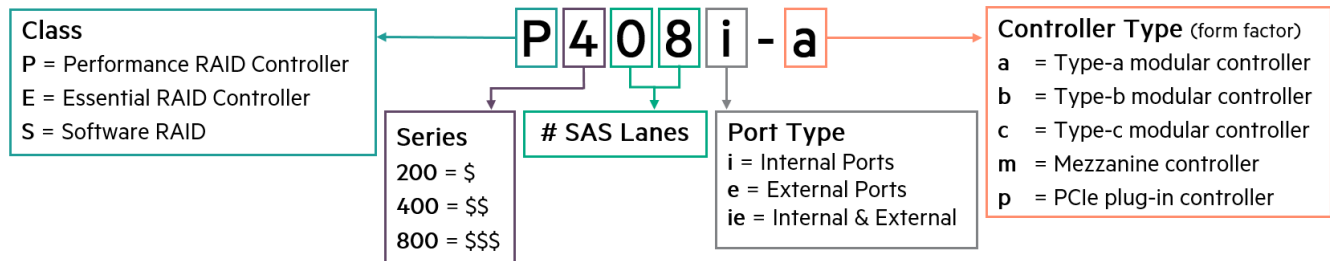 P408i-a
Class
P = Performance RAID Controller
E = Essential RAID Controller
S = Software RAID
Series
200 = $
400 = $$
800 = $$$
# SAS Lanes
Port Type
i = Internal Ports
e = External Ports
ie = Internal & External
Controller Type (form factor)
a = Type-a modular controller
b = Type-b modular controller
c = Type-c modular controller
m = Mezzanine controller
p = PCIe plug-in controller